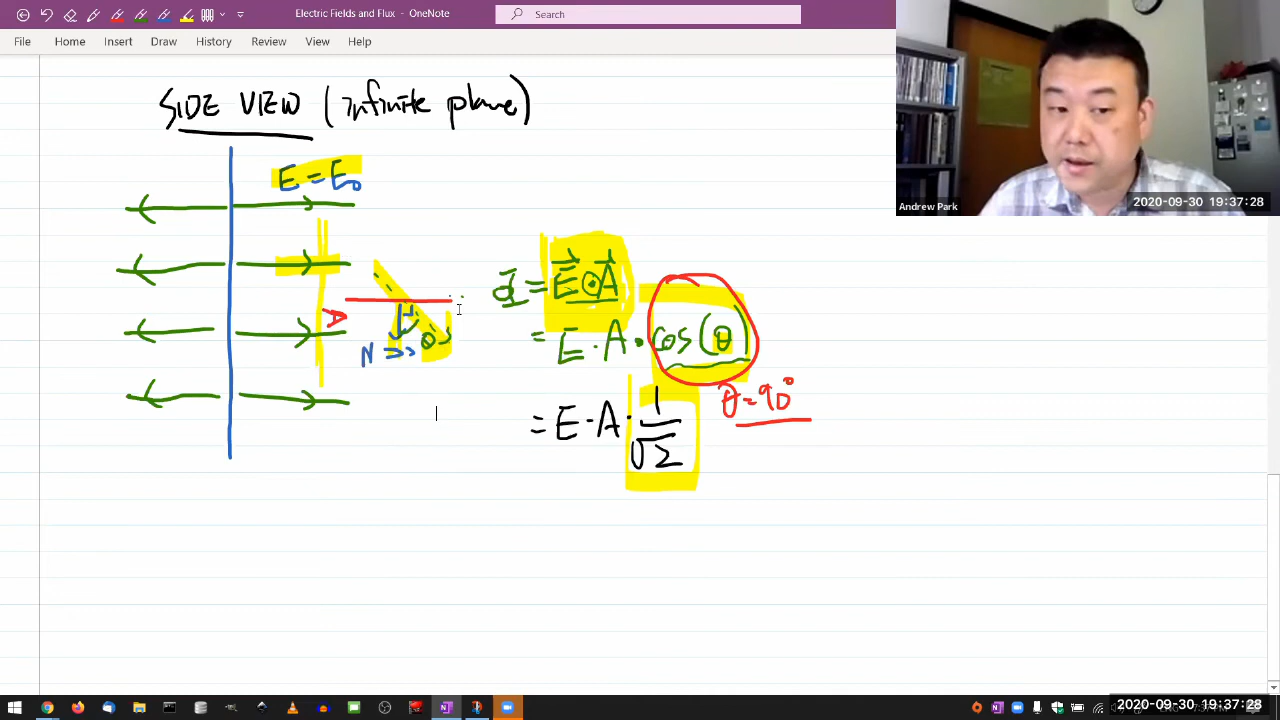 Electric Fields and Flux - OneNote
Search
File Home Insert Draw History Review View Help
SIDE VIEW (infinite plane)
E = E₀
A
N
θ
Φ = E⃗ ⊙ A⃗
= E · A · cos(θ)
θ = 90°
= E · A · 1/√2
Andrew Park
2020-09-30 19:37:28
2020-09-30 19:37:28